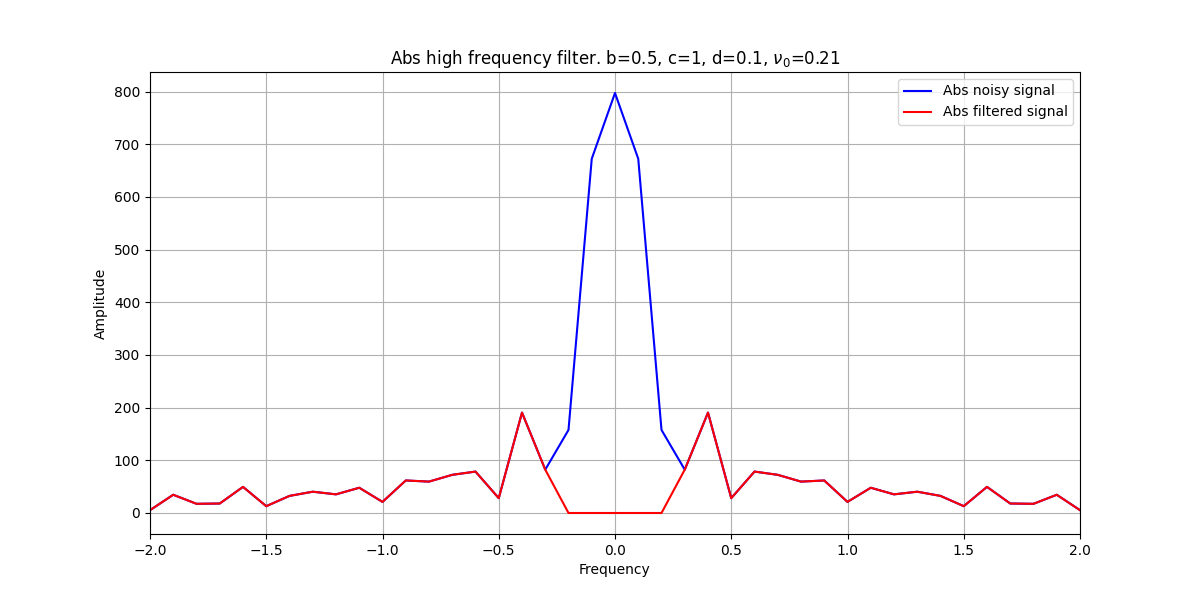 Abs high frequency filter. b=0.5, c=1, d=0.1, ν₀=0.21
Abs noisy signal
Abs filtered signal
Amplitude
800
700
600
500
400
300
200
100
0
−2.0 −1.5 −1.0 −0.5 0.0 0.5 1.0 1.5 2.0
Frequency